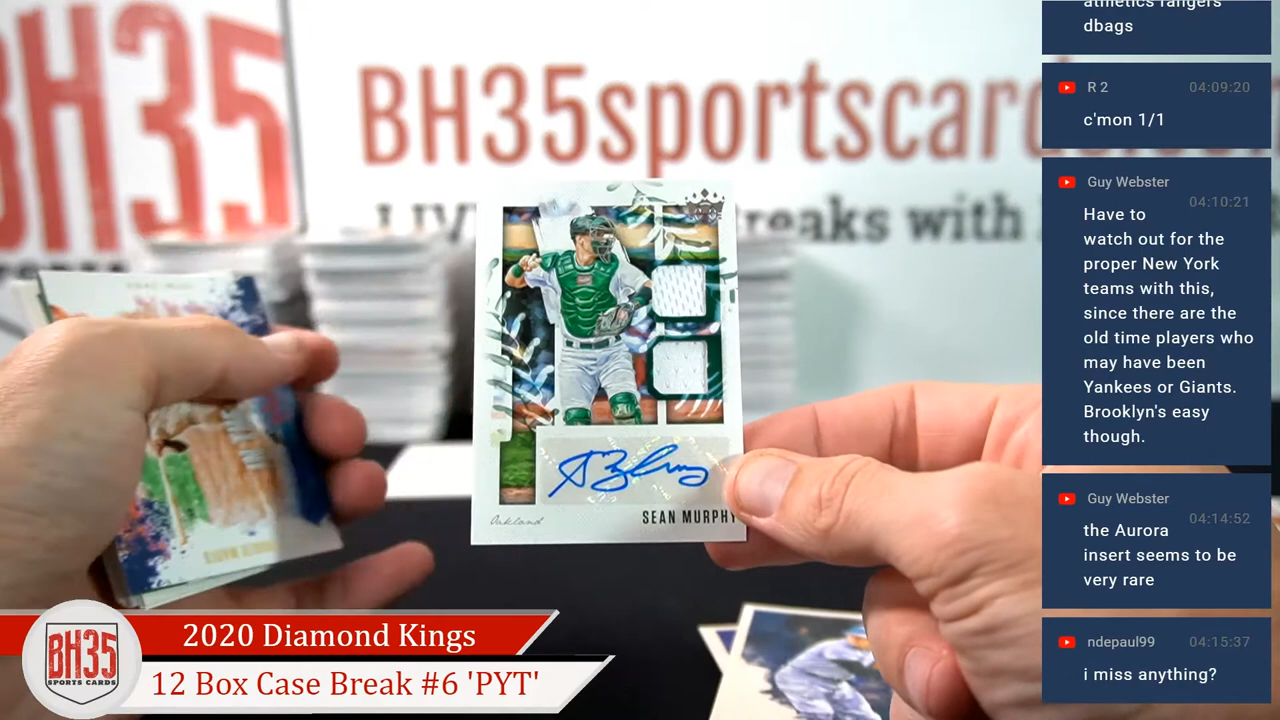 BH35
BH35sportscard
Breaks with
Oakland
SEAN MURPHY
2020 Diamond Kings
12 Box Case Break #6 'PYT'
BH35
SPORTS CARDS
athletics rangers
dbags
R 2
04:09:20
c'mon 1/1
Guy Webster
04:10:21
Have to
watch out for the
proper New York
teams with this,
since there are the
old time players who
may have been
Yankees or Giants.
Brooklyn's easy
though.
Guy Webster
04:14:52
the Aurora
insert seems to be
very rare
ndepaul99
04:15:37
i miss anything?